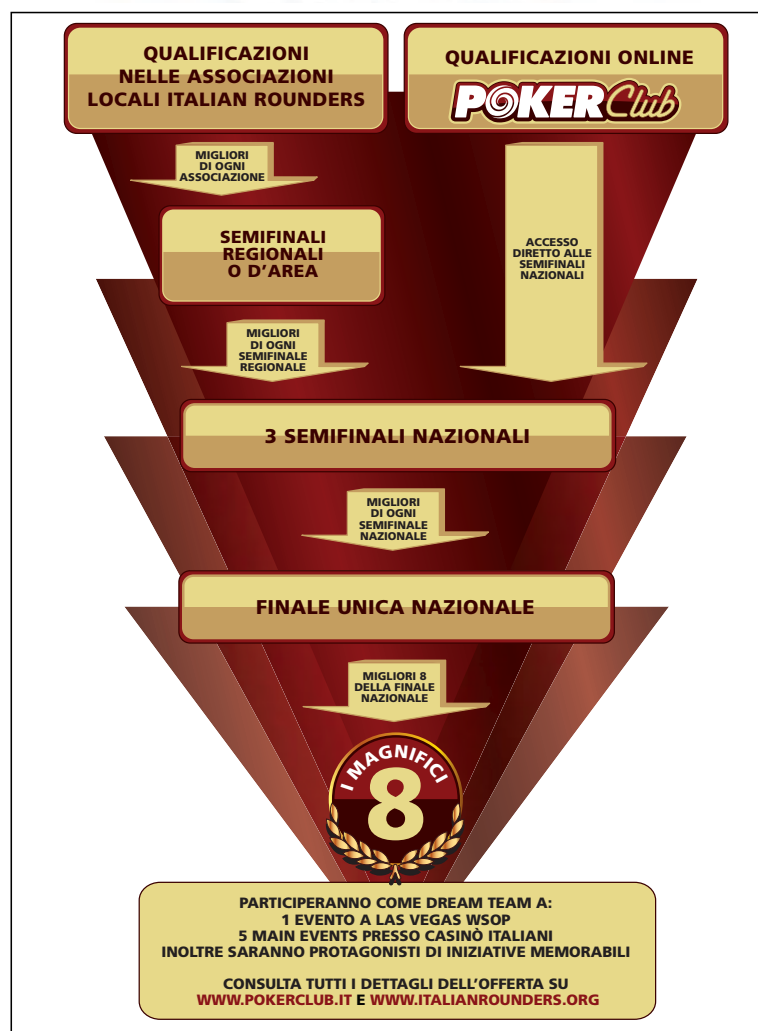 QUALIFICAZIONI
NELLE ASSOCIAZIONI
LOCALI ITALIAN ROUNDERS
QUALIFICAZIONI ONLINE
POKER Club
MIGLIORI
DI OGNI
ASSOCIAZIONE
SEMIFINALI
REGIONALI
O D'AREA
ACCESSO
DIRETTO ALLE
SEMIFINALI
NAZIONALI
MIGLIORI
DI OGNI
SEMIFINALE
REGIONALE
3 SEMIFINALI NAZIONALI
MIGLIORI
DI OGNI
SEMIFINALE
NAZIONALE
FINALE UNICA NAZIONALE
MIGLIORI 8
DELLA FINALE
NAZIONALE
I MAGNIFICI
8
PARTICIPERANNO COME DREAM TEAM A:
1 EVENTO A LAS VEGAS WSOP
5 MAIN EVENTS PRESSO CASINÒ ITALIANI
INOLTRE SARANNO PROTAGONISTI DI INIZIATIVE MEMORABILI
CONSULTA TUTTI I DETTAGLI DELL'OFFERTA SU
WWW.POKERCLUB.IT E WWW.ITALIANROUNDERS.ORG